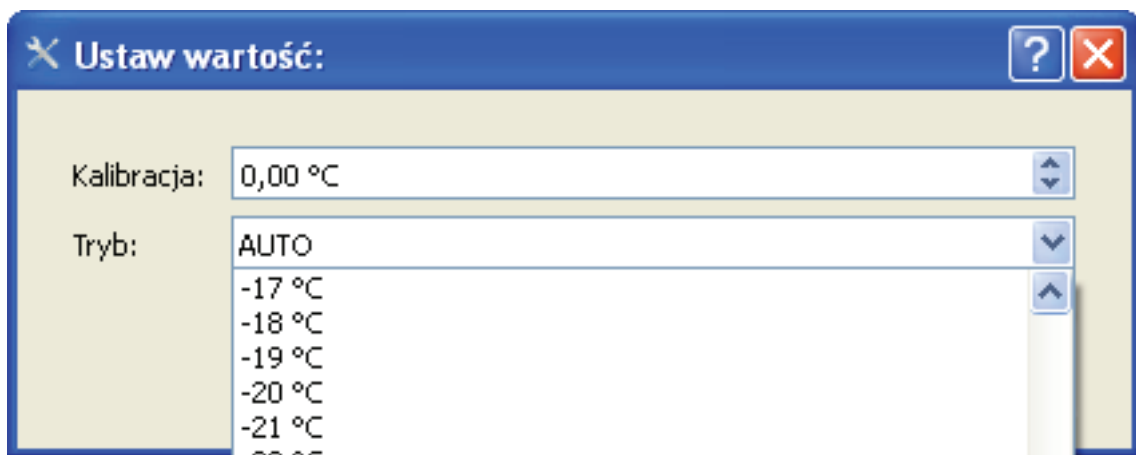 Ustaw wartość:
Kalibracja: 0,00 °C
Tryb: AUTO
-17 °C
-18 °C
-19 °C
-20 °C
-21 °C